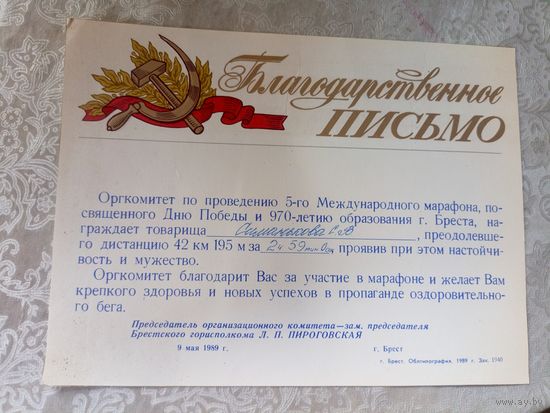 Благодарственное
ПИСЬМО
Оргкомитет по проведению 5-го Международного марафона, по-
священного Дню Победы и 970-летию образования г. Бреста, на-
граждает товарища , преодолевше-
го дистанцию 42 км 195 м за 2ч 59 мин проявив при этом настойчи-
вость и мужество.
Оргкомитет благодарит Вас за участие в марафоне и желает Вам
крепкого здоровья и новых успехов в пропаганде оздоровительно-
го бега.
Председатель организационного комитета—зам. председателя
Брестского горисполкома Л. П. ПИРОГОВСКАЯ
9 мая 1989 г. г. Брест
г. Брест. Облтипография, 1989 г. Зак. 1940
www.ay.by